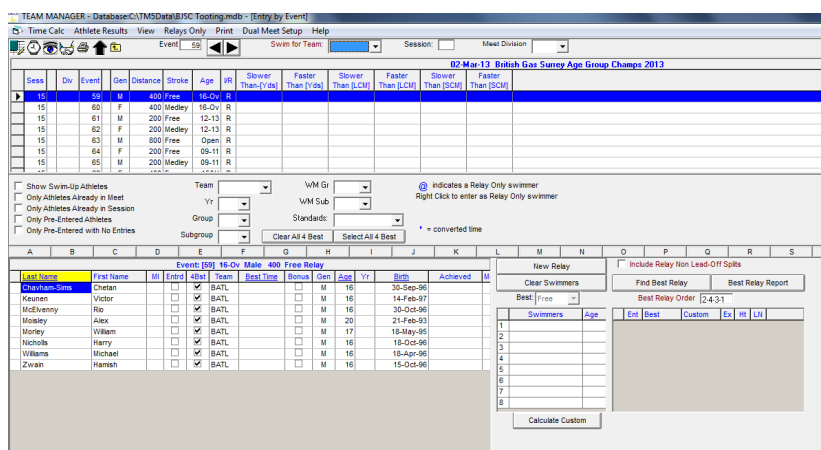 TEAM MANAGER - Database:C:\TM5Data\BJSC Tooting.mdb - [Entry by Event]
Time Calc Athlete Results View Relays Only Print Dual Meet Setup Help
Event: 59 Swim for Team: Session: Meet Division
02-Mar-13 British Gas Surrey Age Group Champs 2013
Sess Div Event Gen Distance Stroke Age I/R Slower Than-[Yds] Faster Than [Yds] Slower Than [LCM] Faster Than [LCM] Slower Than [SCM] Faster Than [SCM]
15 59 M 400 Free 16-Ov R
15 60 F 400 Medley 16-Ov R
15 61 M 200 Free 12-13 R
15 62 F 200 Medley 12-13 R
15 63 M 800 Free Open R
15 64 F 200 Free 09-11 R
15 65 M 200 Medley 09-11 R
Show Swim-Up Athletes Team WM Gr @ indicates a Relay Only swimmer
Only Athletes Already in Meet Right Click to enter as Relay Only swimmer
Only Athletes Already in Session Yr WM Sub
Only Pre-Entered Athletes Group Standards:
Only Pre-Entered with No Entries Subgroup Clear All 4 Best Select All 4 Best ' = converted time
A B C D E F G H I J K L M N O P Q R S
Event: [59] 16-Ov Male 400 Free Relay
Last Name First Name MI Entrd 4Bst Team Best Time Bonus Gen Age Yr Birth Achieved M
Chavham-Sims Chetan BATL M 16 30-Sep-96
Keunen Victor BATL M 16 14-Feb-97
McElvenny Rio BATL M 16 30-Oct-96
Moisley Alex BATL M 20 21-Feb-93
Morley William BATL M 17 18-May-95
Nicholls Harry BATL M 16 18-Oct-96
Williams Michael BATL M 16 18-Apr-96
Zwain Hamish BATL M 16 15-Oct-96
New Relay Include Relay Non Lead-Off Splits
Clear Swimmers Find Best Relay Best Relay Report
Best: Free Best Relay Order 2-4-3-1
Swimmers Age Ent Best Custom Ex Ht LN
1
2
3
4
5
6
7
8
Calculate Custom